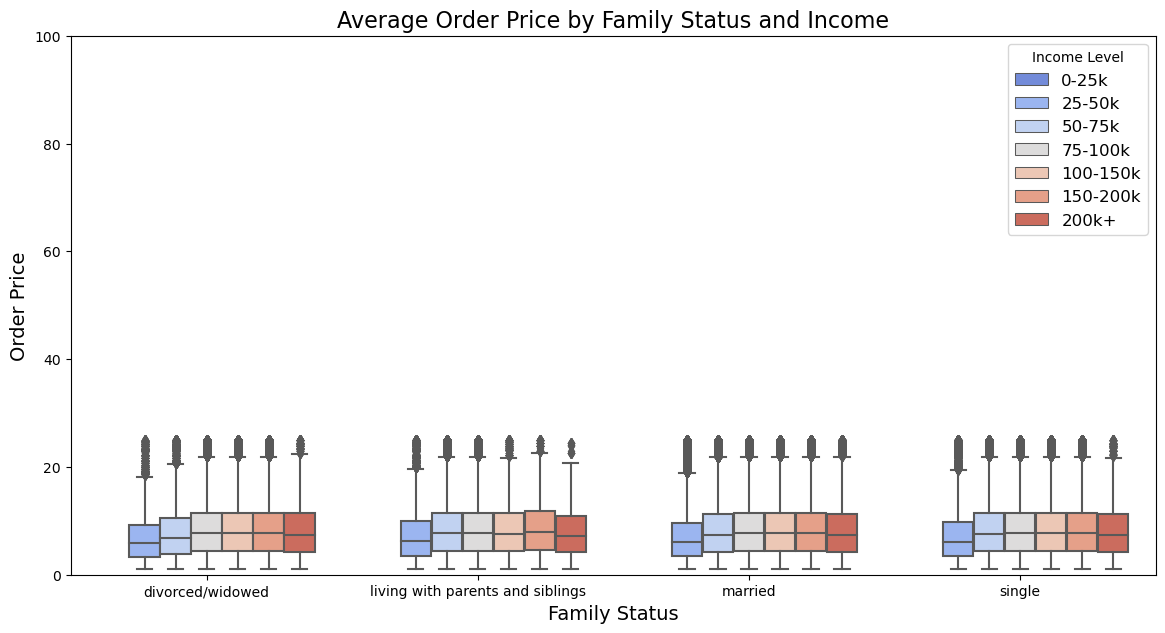 Average Order Price by Family Status and Income
Order Price
100
80
60
40
20
0
Income Level
0-25k
25-50k
50-75k
75-100k
100-150k
150-200k
200k+
divorced/widowed
living with parents and siblings
married
single
Family Status